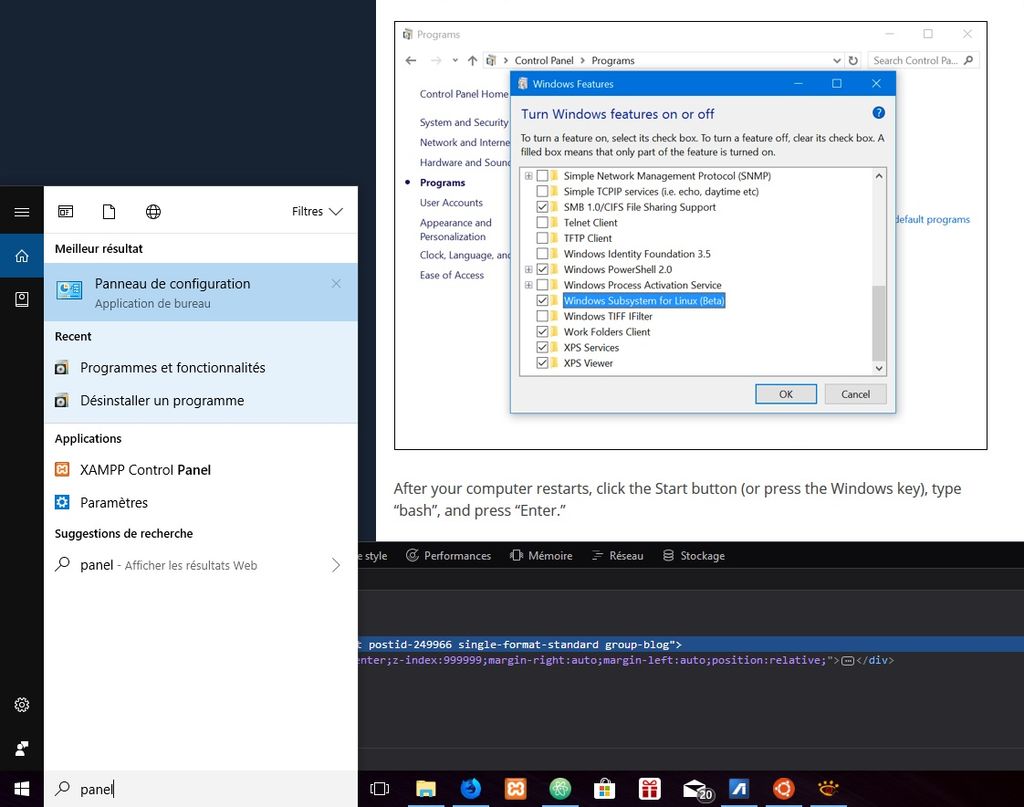 Programs
Control Panel > Programs
Search Control Pa...
Control Panel Home
System and Security
Network and Interne
Hardware and Sound
Programs
User Accounts
Appearance and
Personalization
Clock, Language, and
Ease of Access
default programs
Windows Features
Turn Windows features on or off
To turn a feature on, select its check box. To turn a feature off, clear its check box. A
filled box means that only part of the feature is turned on.
Simple Network Management Protocol (SNMP)
Simple TCPIP services (i.e. echo, daytime etc)
SMB 1.0/CIFS File Sharing Support
Telnet Client
TFTP Client
Windows Identity Foundation 3.5
Windows PowerShell 2.0
Windows Process Activation Service
Windows Subsystem for Linux (Beta)
Windows TIFF IFilter
Work Folders Client
XPS Services
XPS Viewer
OK
Cancel
After your computer restarts, click the Start button (or press the Windows key), type
“bash”, and press “Enter.”
Filtres
Meilleur résultat
Panneau de configuration
Application de bureau
Recent
Programmes et fonctionnalités
Désinstaller un programme
Applications
XAMPP Control Panel
Paramètres
Suggestions de recherche
panel - Afficher les résultats Web
e style
Performances
Mémoire
Réseau
Stockage
t postid-249966 single-format-standard group-blog">
enter;z-index:999999;margin-right:auto;margin-left:auto;position:relative;">…</div>
panel
20